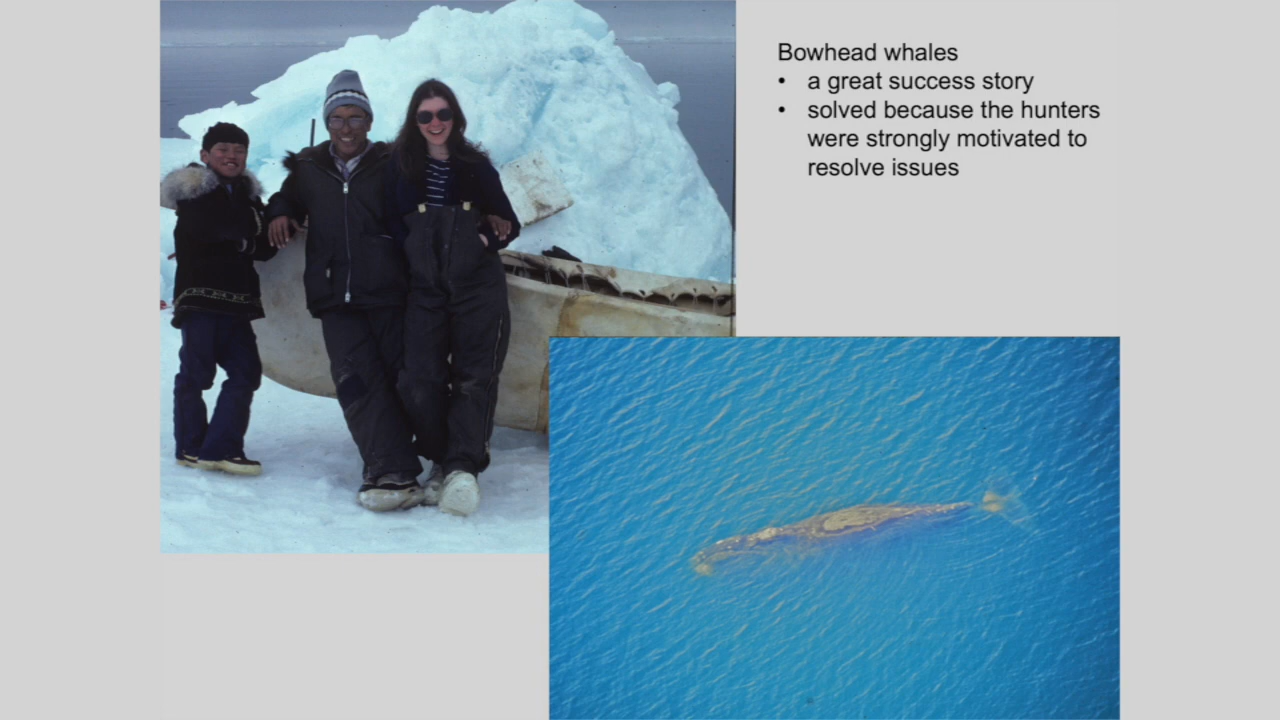 Bowhead whales
• a great success story
• solved because the hunters
were strongly motivated to
resolve issues